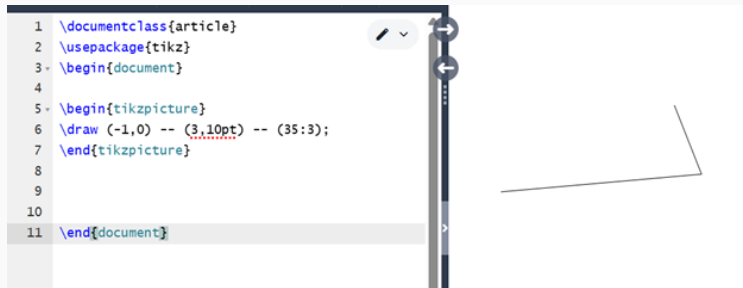 1 \documentclass{article}
2 \usepackage{tikz}
3 \begin{document}
4
5 \begin{tikzpicture}
6 \draw (-1,0) -- (3,10pt) -- (35:3);
7 \end{tikzpicture}
8
9
10
11 \end{document}